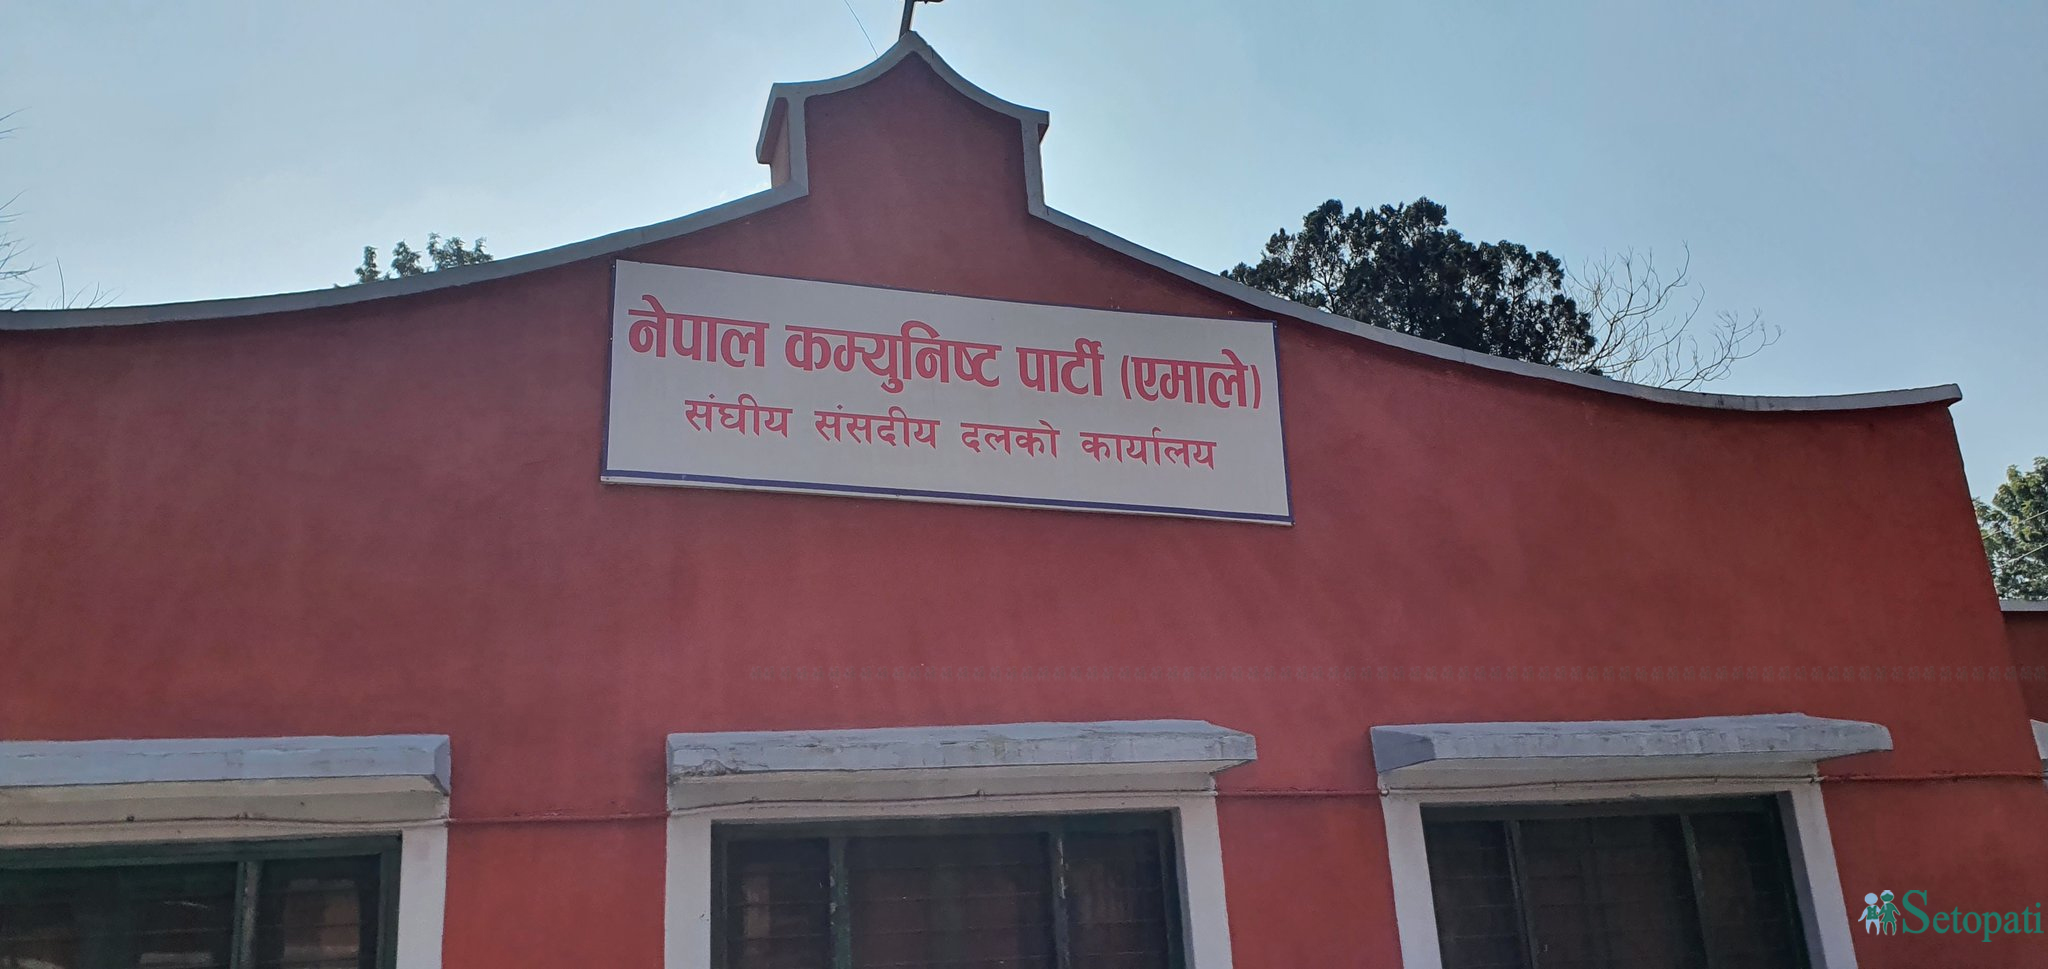 नेपाल कम्युनिष्ट पार्टी (एमाले)
संघीय संसदीय दलको कार्यालय
Setopati